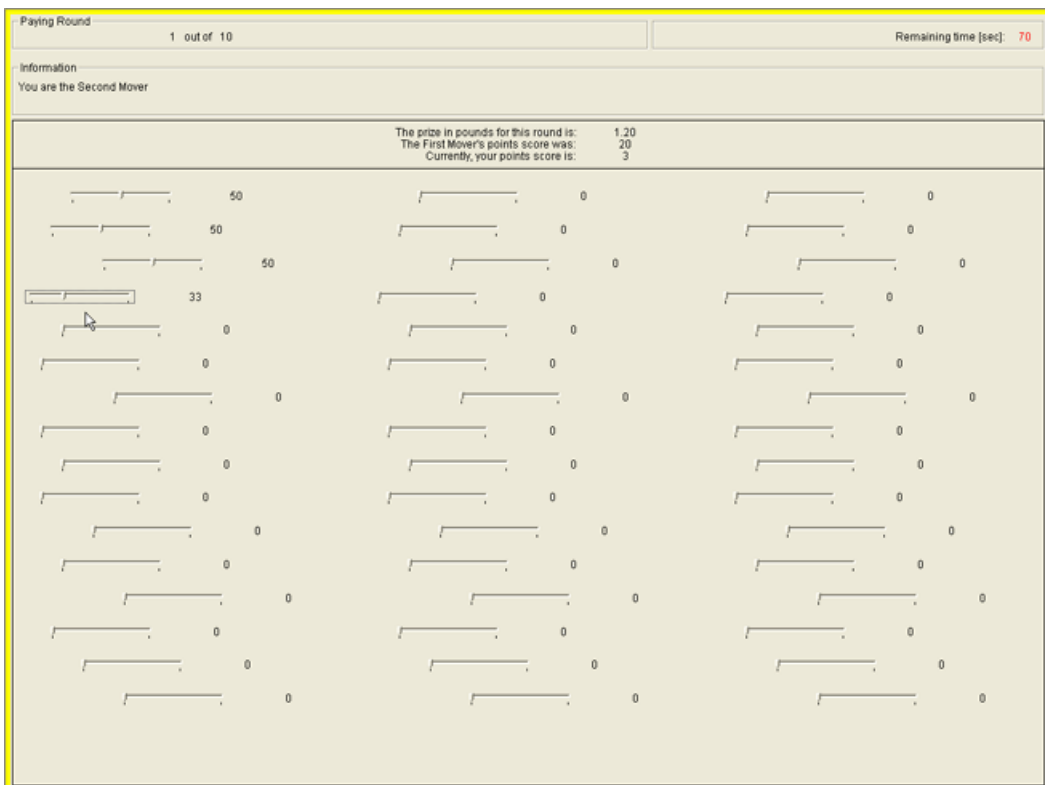 Paying Round
1 out of 10
Remaining time [sec]: 70
Information
You are the Second Mover
The prize in pounds for this round is: 1.20
The First Mover's points score was: 20
Currently, your points score is: 3
50 0 0
50 0 0
50 0 0
33 0 0
0 0 0
0 0 0
0 0 0
0 0 0
0 0 0
0 0 0
0 0 0
0 0 0
0 0 0
0 0 0
0 0 0
0 0 0